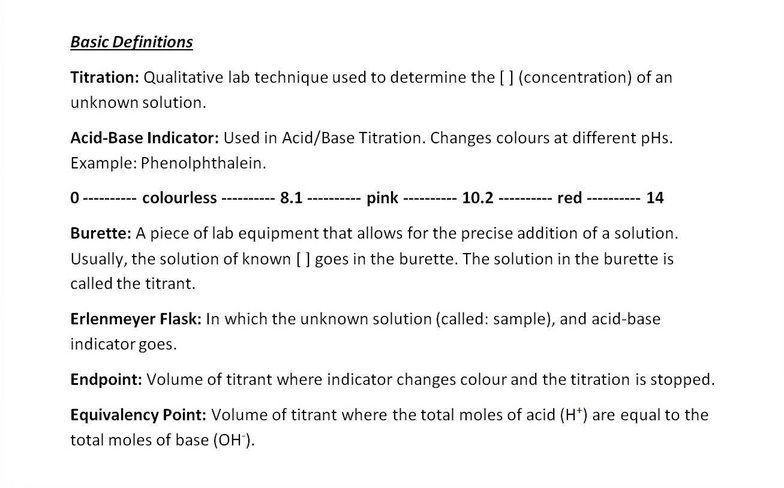 Basic Definitions
Titration: Qualitative lab technique used to determine the [ ] (concentration) of an
unknown solution.
Acid-Base Indicator: Used in Acid/Base Titration. Changes colours at different pHs.
Example: Phenolphthalein.
0 ---------- colourless ---------- 8.1 ---------- pink ---------- 10.2 ---------- red ---------- 14
Burette: A piece of lab equipment that allows for the precise addition of a solution.
Usually, the solution of known [ ] goes in the burette. The solution in the burette is
called the titrant.
Erlenmeyer Flask: In which the unknown solution (called: sample), and acid-base
indicator goes.
Endpoint: Volume of titrant where indicator changes colour and the titration is stopped.
Equivalency Point: Volume of titrant where the total moles of acid (H⁺) are equal to the
total moles of base (OH⁻).